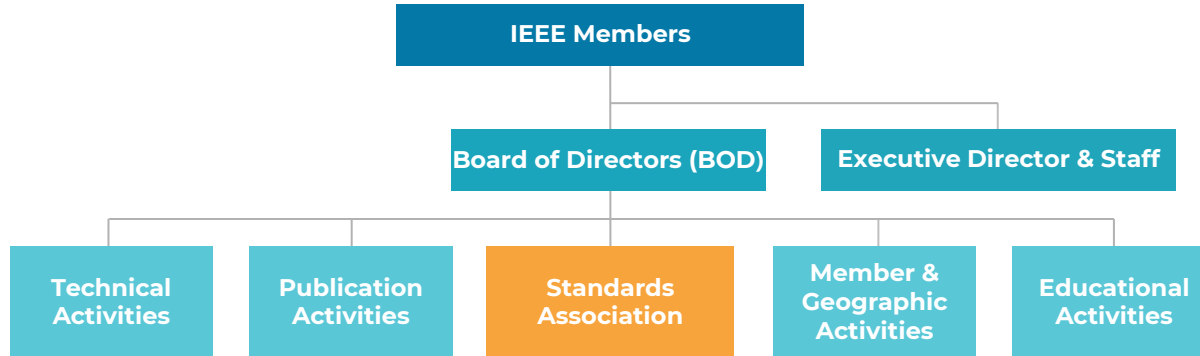 IEEE Members
Board of Directors (BOD)
Executive Director & Staff
Technical
Activities
Publication
Activities
Standards
Association
Member &
Geographic
Activities
Educational
Activities